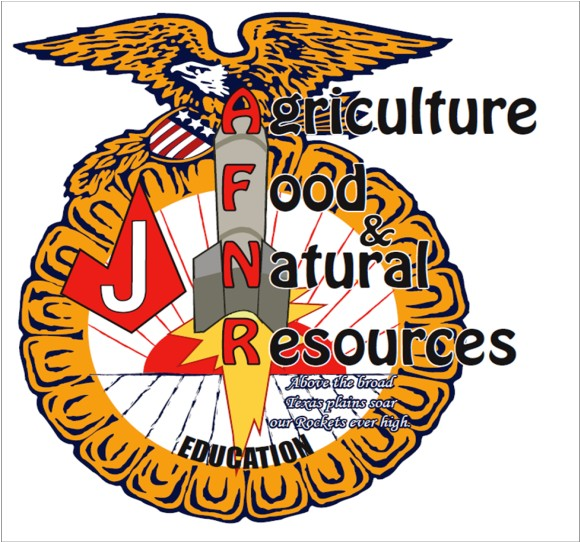 Agriculture
Food
&
Natural
Resources
J
Above the broad
Texas plains soar
our Rockets ever high.
EDUCATION